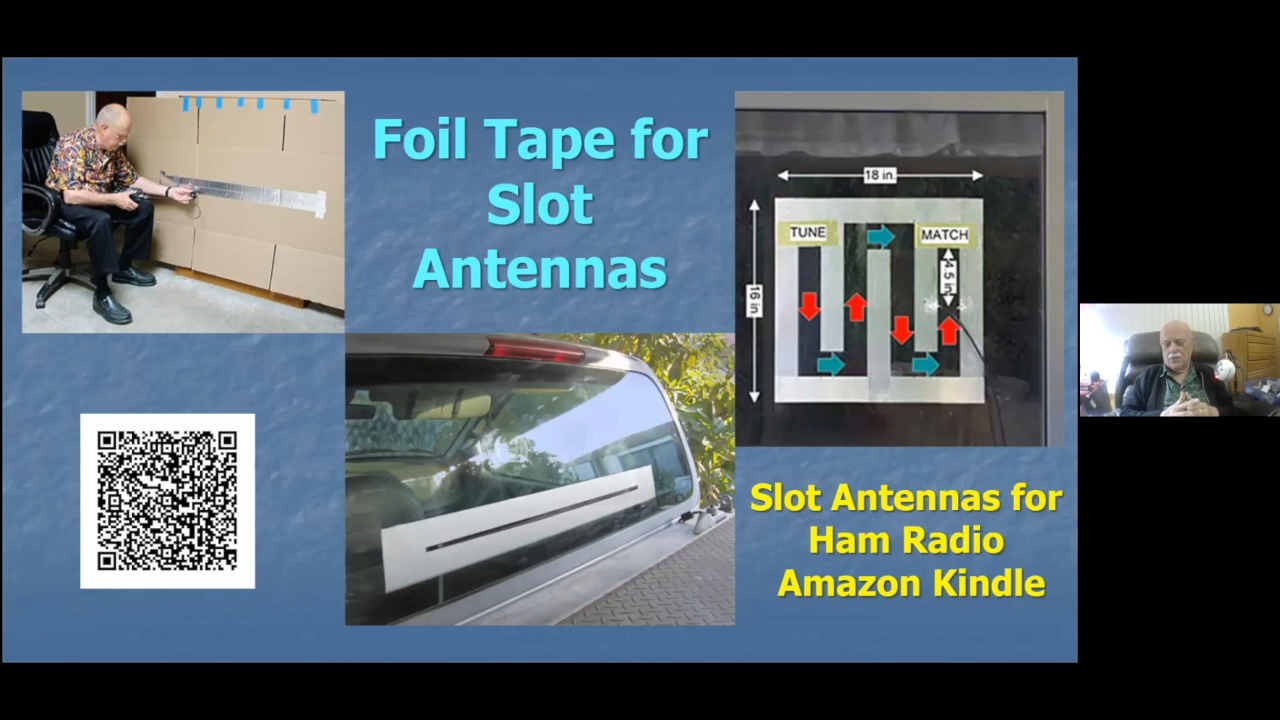 Foil Tape for
Slot
Antennas
18 in.
TUNE
MATCH
4.5 in
16 in
Slot Antennas for
Ham Radio
Amazon Kindle